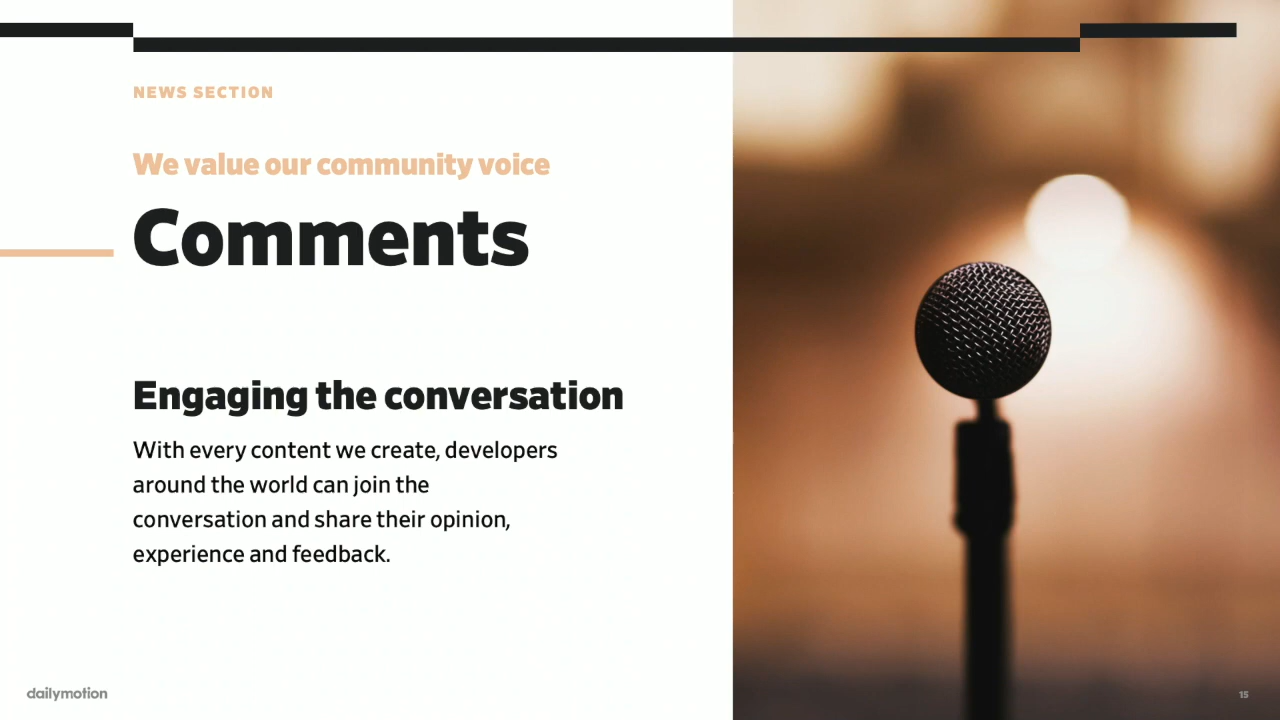 NEWS SECTION
We value our community voice
Comments
Engaging the conversation
With every content we create, developers
around the world can join the
conversation and share their opinion,
experience and feedback.
dailymotion
15